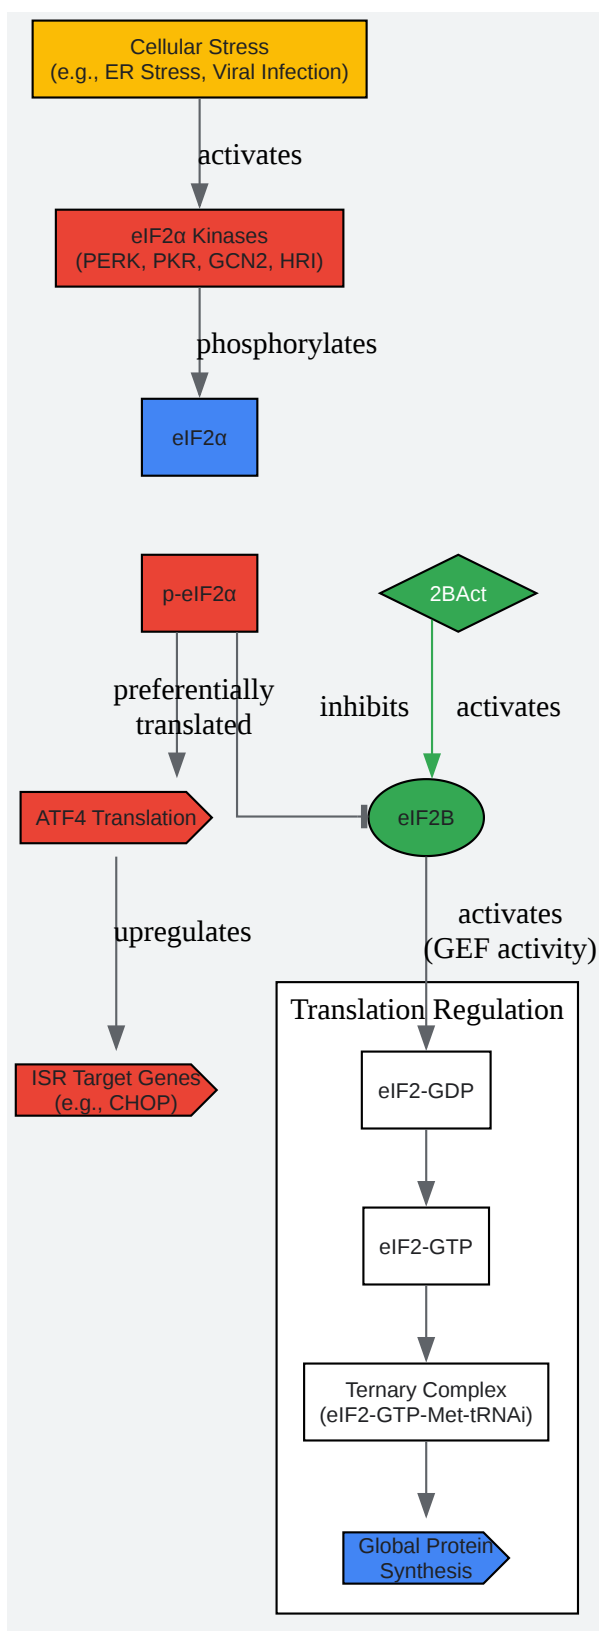 Cellular Stress
(e.g., ER Stress, Viral Infection)
activates
eIF2α Kinases
(PERK, PKR, GCN2, HRI)
phosphorylates
eIF2α
p-eIF2α
2BAct
preferentially
translated
inhibits
activates
ATF4 Translation
eIF2B
upregulates
activates
(GEF activity)
Translation Regulation
ISR Target Genes
(e.g., CHOP)
eIF2-GDP
eIF2-GTP
Ternary Complex
(eIF2-GTP-Met-tRNAi)
Global Protein
Synthesis